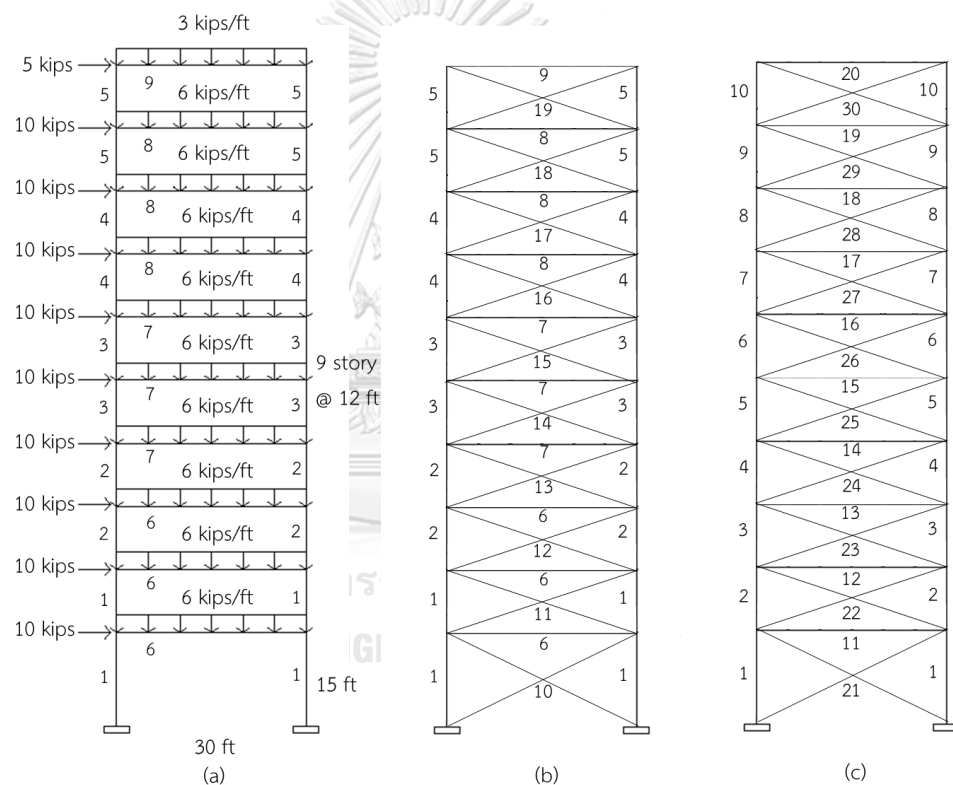 3 kips/ft
5 kips
5 9 6 kips/ft 5
10 kips
5 8 6 kips/ft 5
10 kips
4 8 6 kips/ft 4
10 kips
4 8 6 kips/ft 4
10 kips
3 7 6 kips/ft 3
9 story
@ 12 ft
10 kips
3 7 6 kips/ft 3
10 kips
2 7 6 kips/ft 2
10 kips
2 6 6 kips/ft 2
10 kips
1 6 6 kips/ft 1
10 kips
6
1 1 15 ft
30 ft
(a)
9
5 19 5
8
5 18 5
8
4 17 4
8
4 16 4
7
3 15 3
7
3 14 3
7
2 13 2
6
2 12 2
6
1 11 1
6
1 10 1
(b)
20
10 30 10
19
9 29 9
18
8 28 8
17
7 27 7
16
6 26 6
15
5 25 5
14
4 24 4
13
3 23 3
12
2 22 2
11
1 21 1
(c)